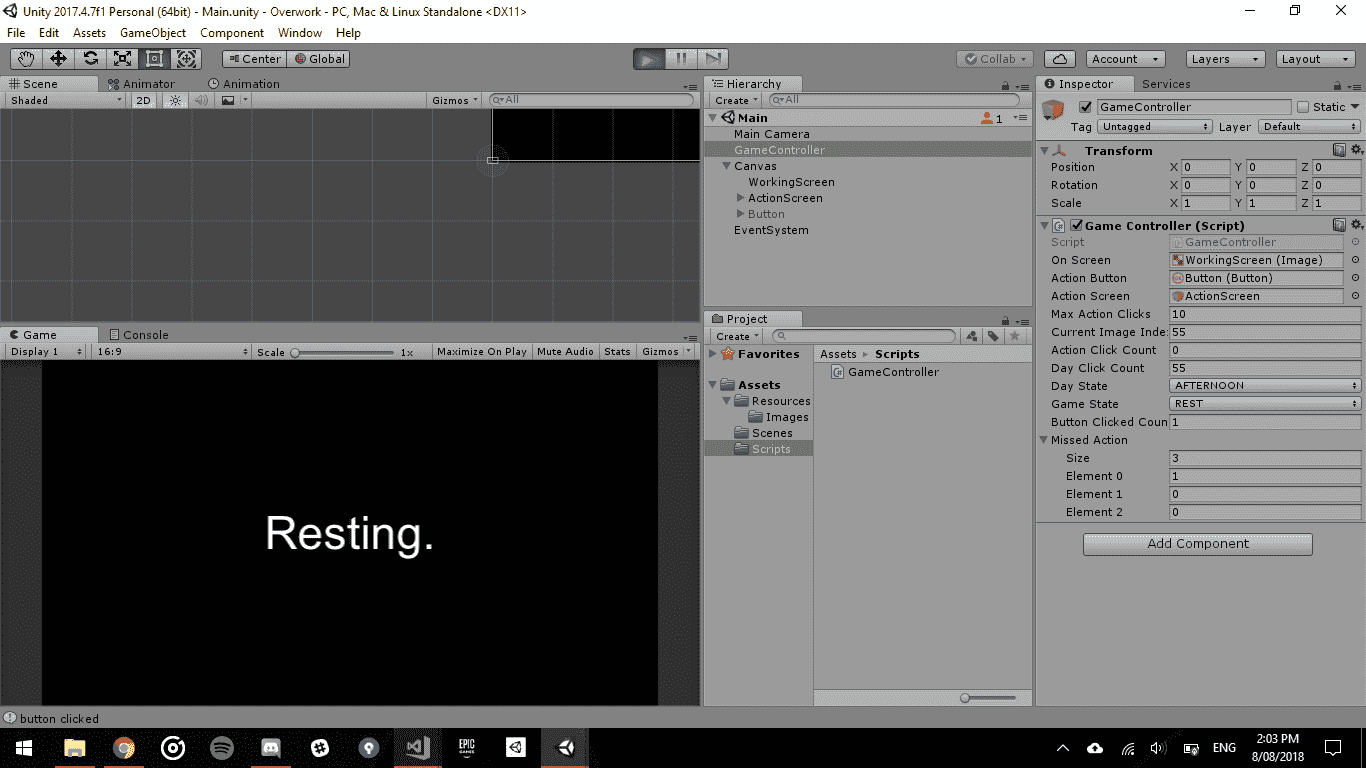 Unity 2017.4.7f1 Personal (64bit) - Main.unity - Overwork - PC, Mac & Linux Standalone <DX11>
File Edit Assets GameObject Component Window Help
Center Global Collab Account Layers Layout
Scene Animator Animation
Shaded 2D Gizmos All
Hierarchy
Create All
Main 1
Main Camera
GameController
Canvas
WorkingScreen
ActionScreen
Button
EventSystem
Inspector Services
GameController Static
Tag Untagged Layer Default
Transform
Position X 0 Y 0 Z 0
Rotation X 0 Y 0 Z 0
Scale X 1 Y 1 Z 1
Game Controller (Script)
Script GameController
On Screen WorkingScreen (Image)
Action Button Button (Button)
Action Screen ActionScreen
Max Action Clicks 10
Current Image Inde: 55
Action Click Count 0
Day Click Count 55
Day State AFTERNOON
Game State REST
Button Clicked Coun 1
Missed Action
Size 3
Element 0 1
Element 1 0
Element 2 0
Add Component
Game Console
Display 1 16:9 Scale 1x Maximize On Play Mute Audio Stats Gizmos
Resting.
Project
Create
Favorites
Assets
Resources
Images
Scenes
Scripts
Assets Scripts
GameController
button clicked
EPIC
GAMES
ENG
2:03 PM
8/08/2018